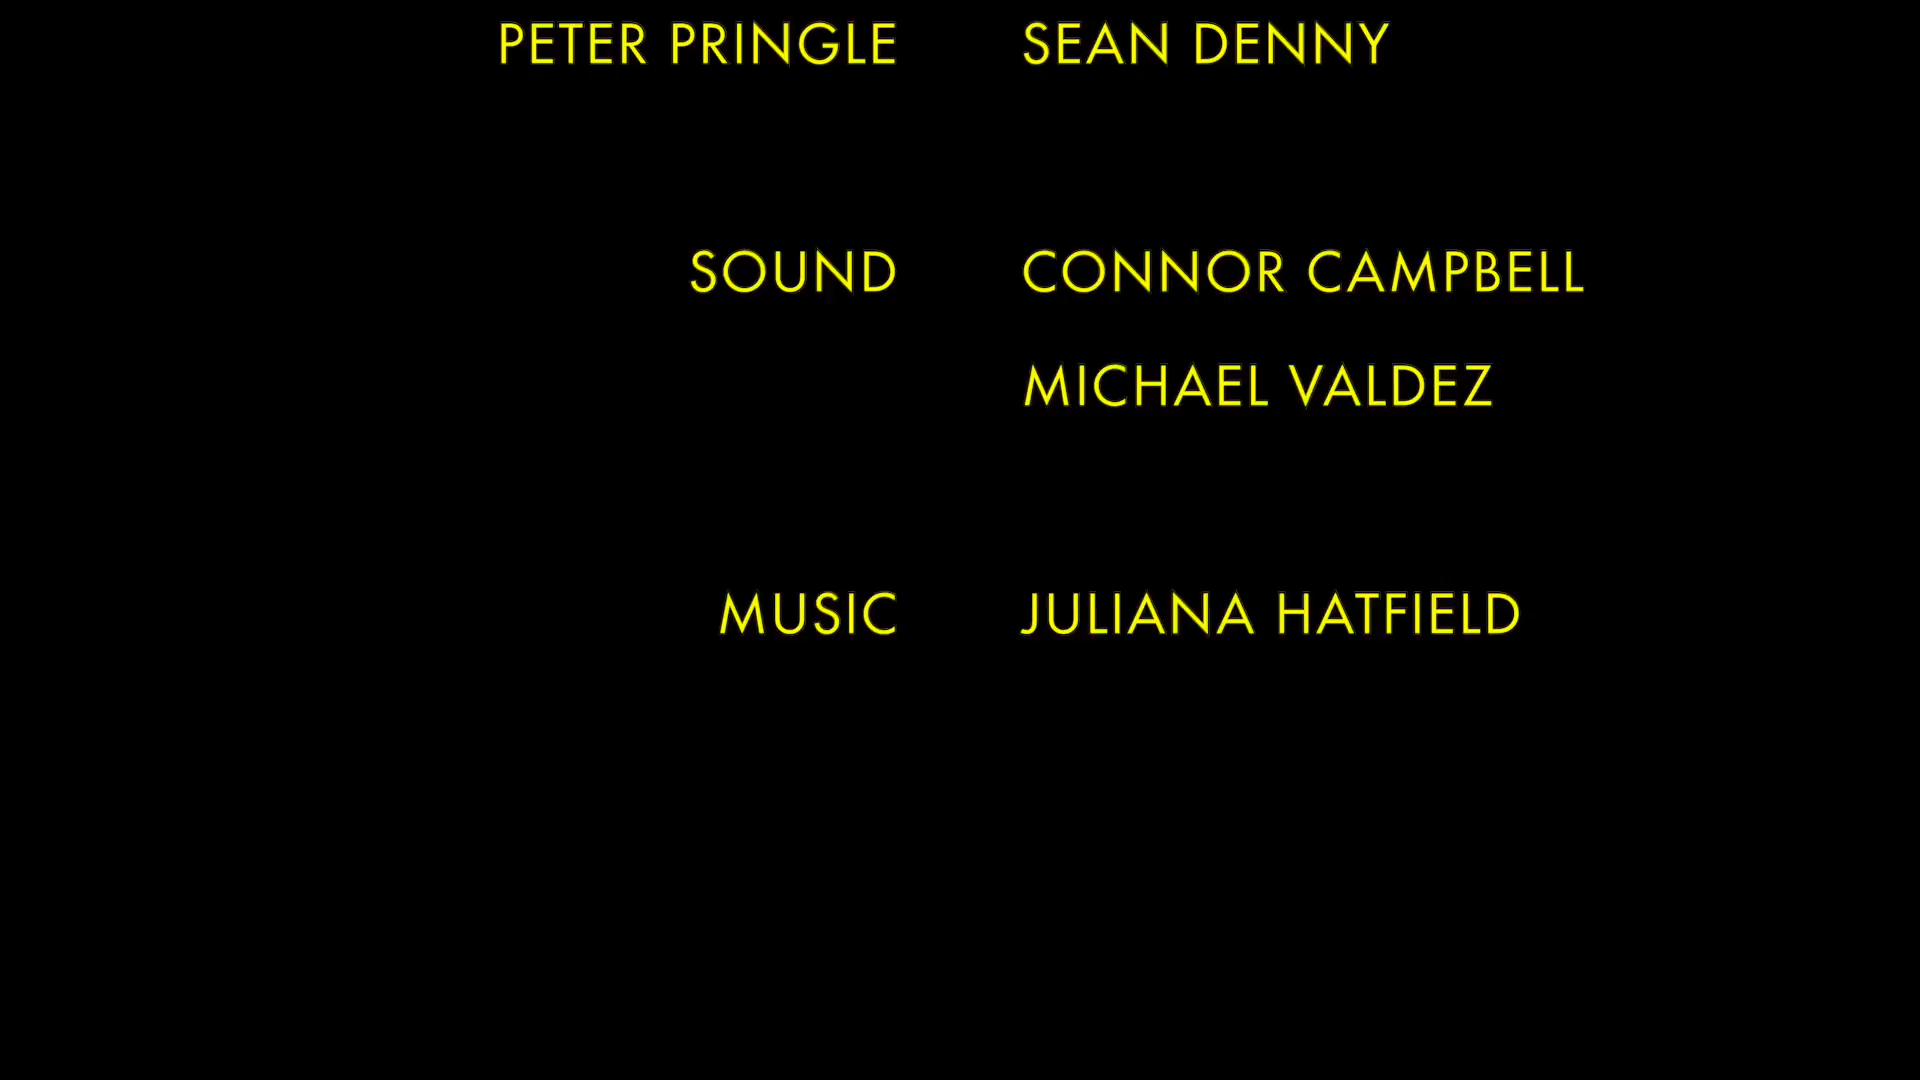 PETER PRINGLE SEAN DENNY
SOUND CONNOR CAMPBELL
MICHAEL VALDEZ
MUSIC JULIANA HATFIELD